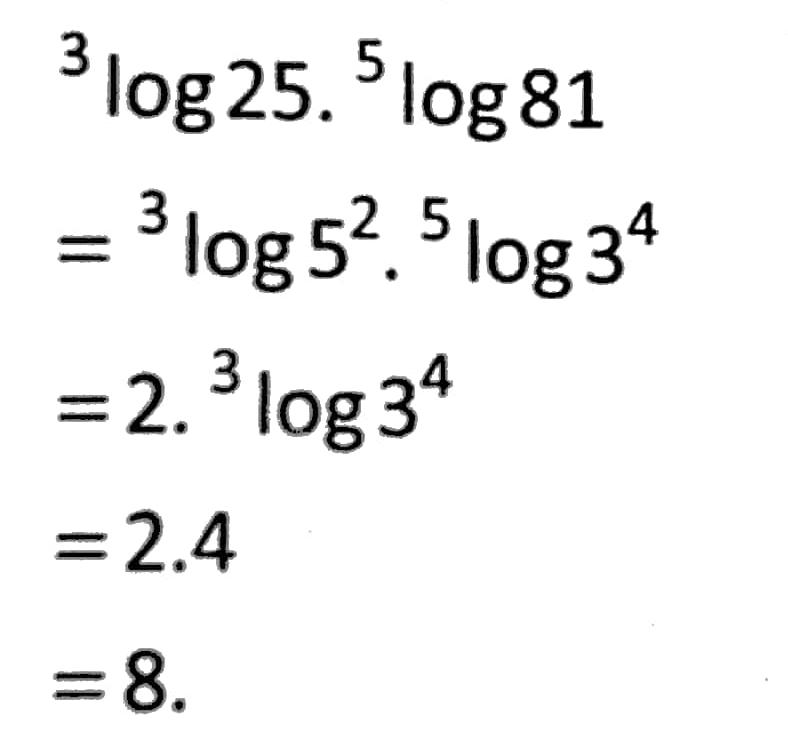 ³log 25. ⁵log 81
= ³log 5². ⁵log 3⁴
= 2. ³log 3⁴
= 2.4
= 8.